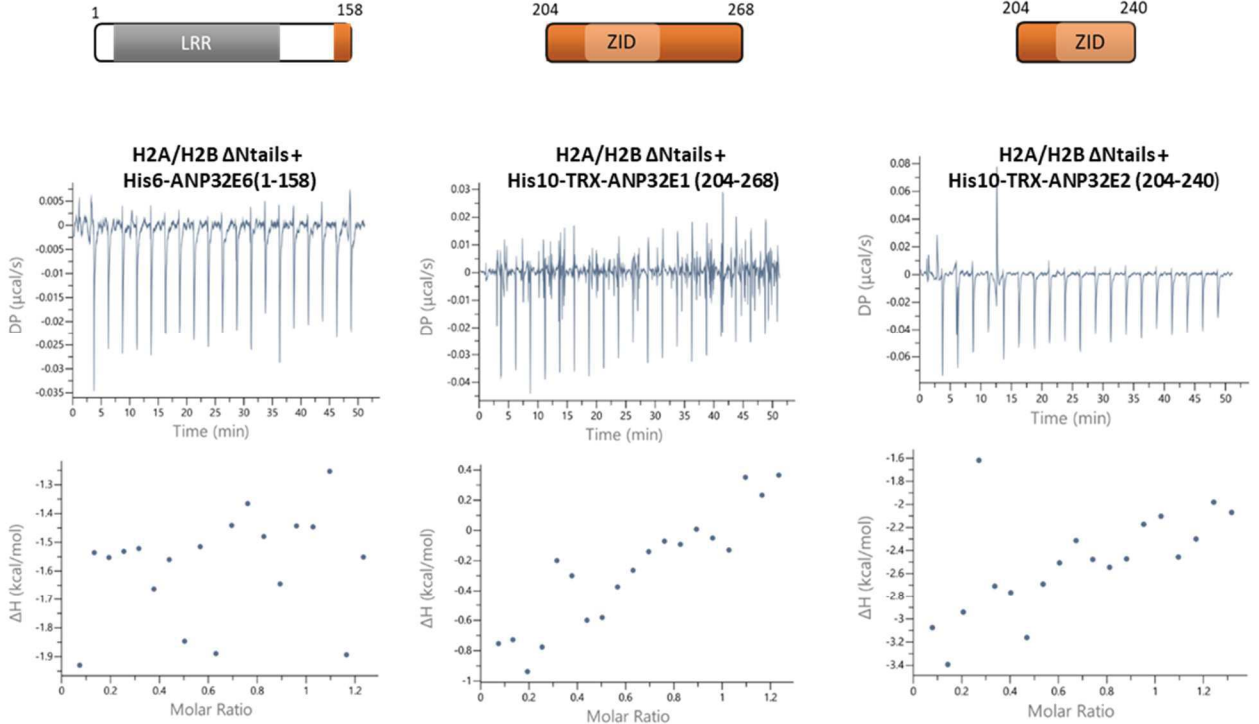 1 158
LRR
204 268
ZID
204 240
ZID
H2A/H2B ΔNtails+
His6-ANP32E6(1-158)
0.005
0
-0.005
-0.01
-0.015
-0.02
-0.025
-0.03
-0.035
DP (µcal/s)
0 5 10 15 20 25 30 35 40 45 50
Time (min)
-1.3
-1.4
-1.5
-1.6
-1.7
-1.8
-1.9
ΔH (kcal/mol)
0 0.2 0.4 0.6 0.8 1 1.2
Molar Ratio
H2A/H2B ΔNtails+
His10-TRX-ANP32E1 (204-268)
0.03
0.02
0.01
0
-0.01
-0.02
-0.03
-0.04
DP (µcal/s)
0 5 10 15 20 25 30 35 40 45 50
Time (min)
0.4
0.2
0
-0.2
-0.4
-0.6
-0.8
-1
ΔH (kcal/mol)
0 0.2 0.4 0.6 0.8 1 1.2
Molar Ratio
H2A/H2B ΔNtails+
His10-TRX-ANP32E2 (204-240)
0.08
0.06
0.04
0.02
0
-0.02
-0.04
-0.06
DP (µcal/s)
0 5 10 15 20 25 30 35 40 45 50
Time (min)
-1.6
-1.8
-2
-2.2
-2.4
-2.6
-2.8
-3
-3.2
-3.4
ΔH (kcal/mol)
0 0.2 0.4 0.6 0.8 1 1.2
Molar Ratio